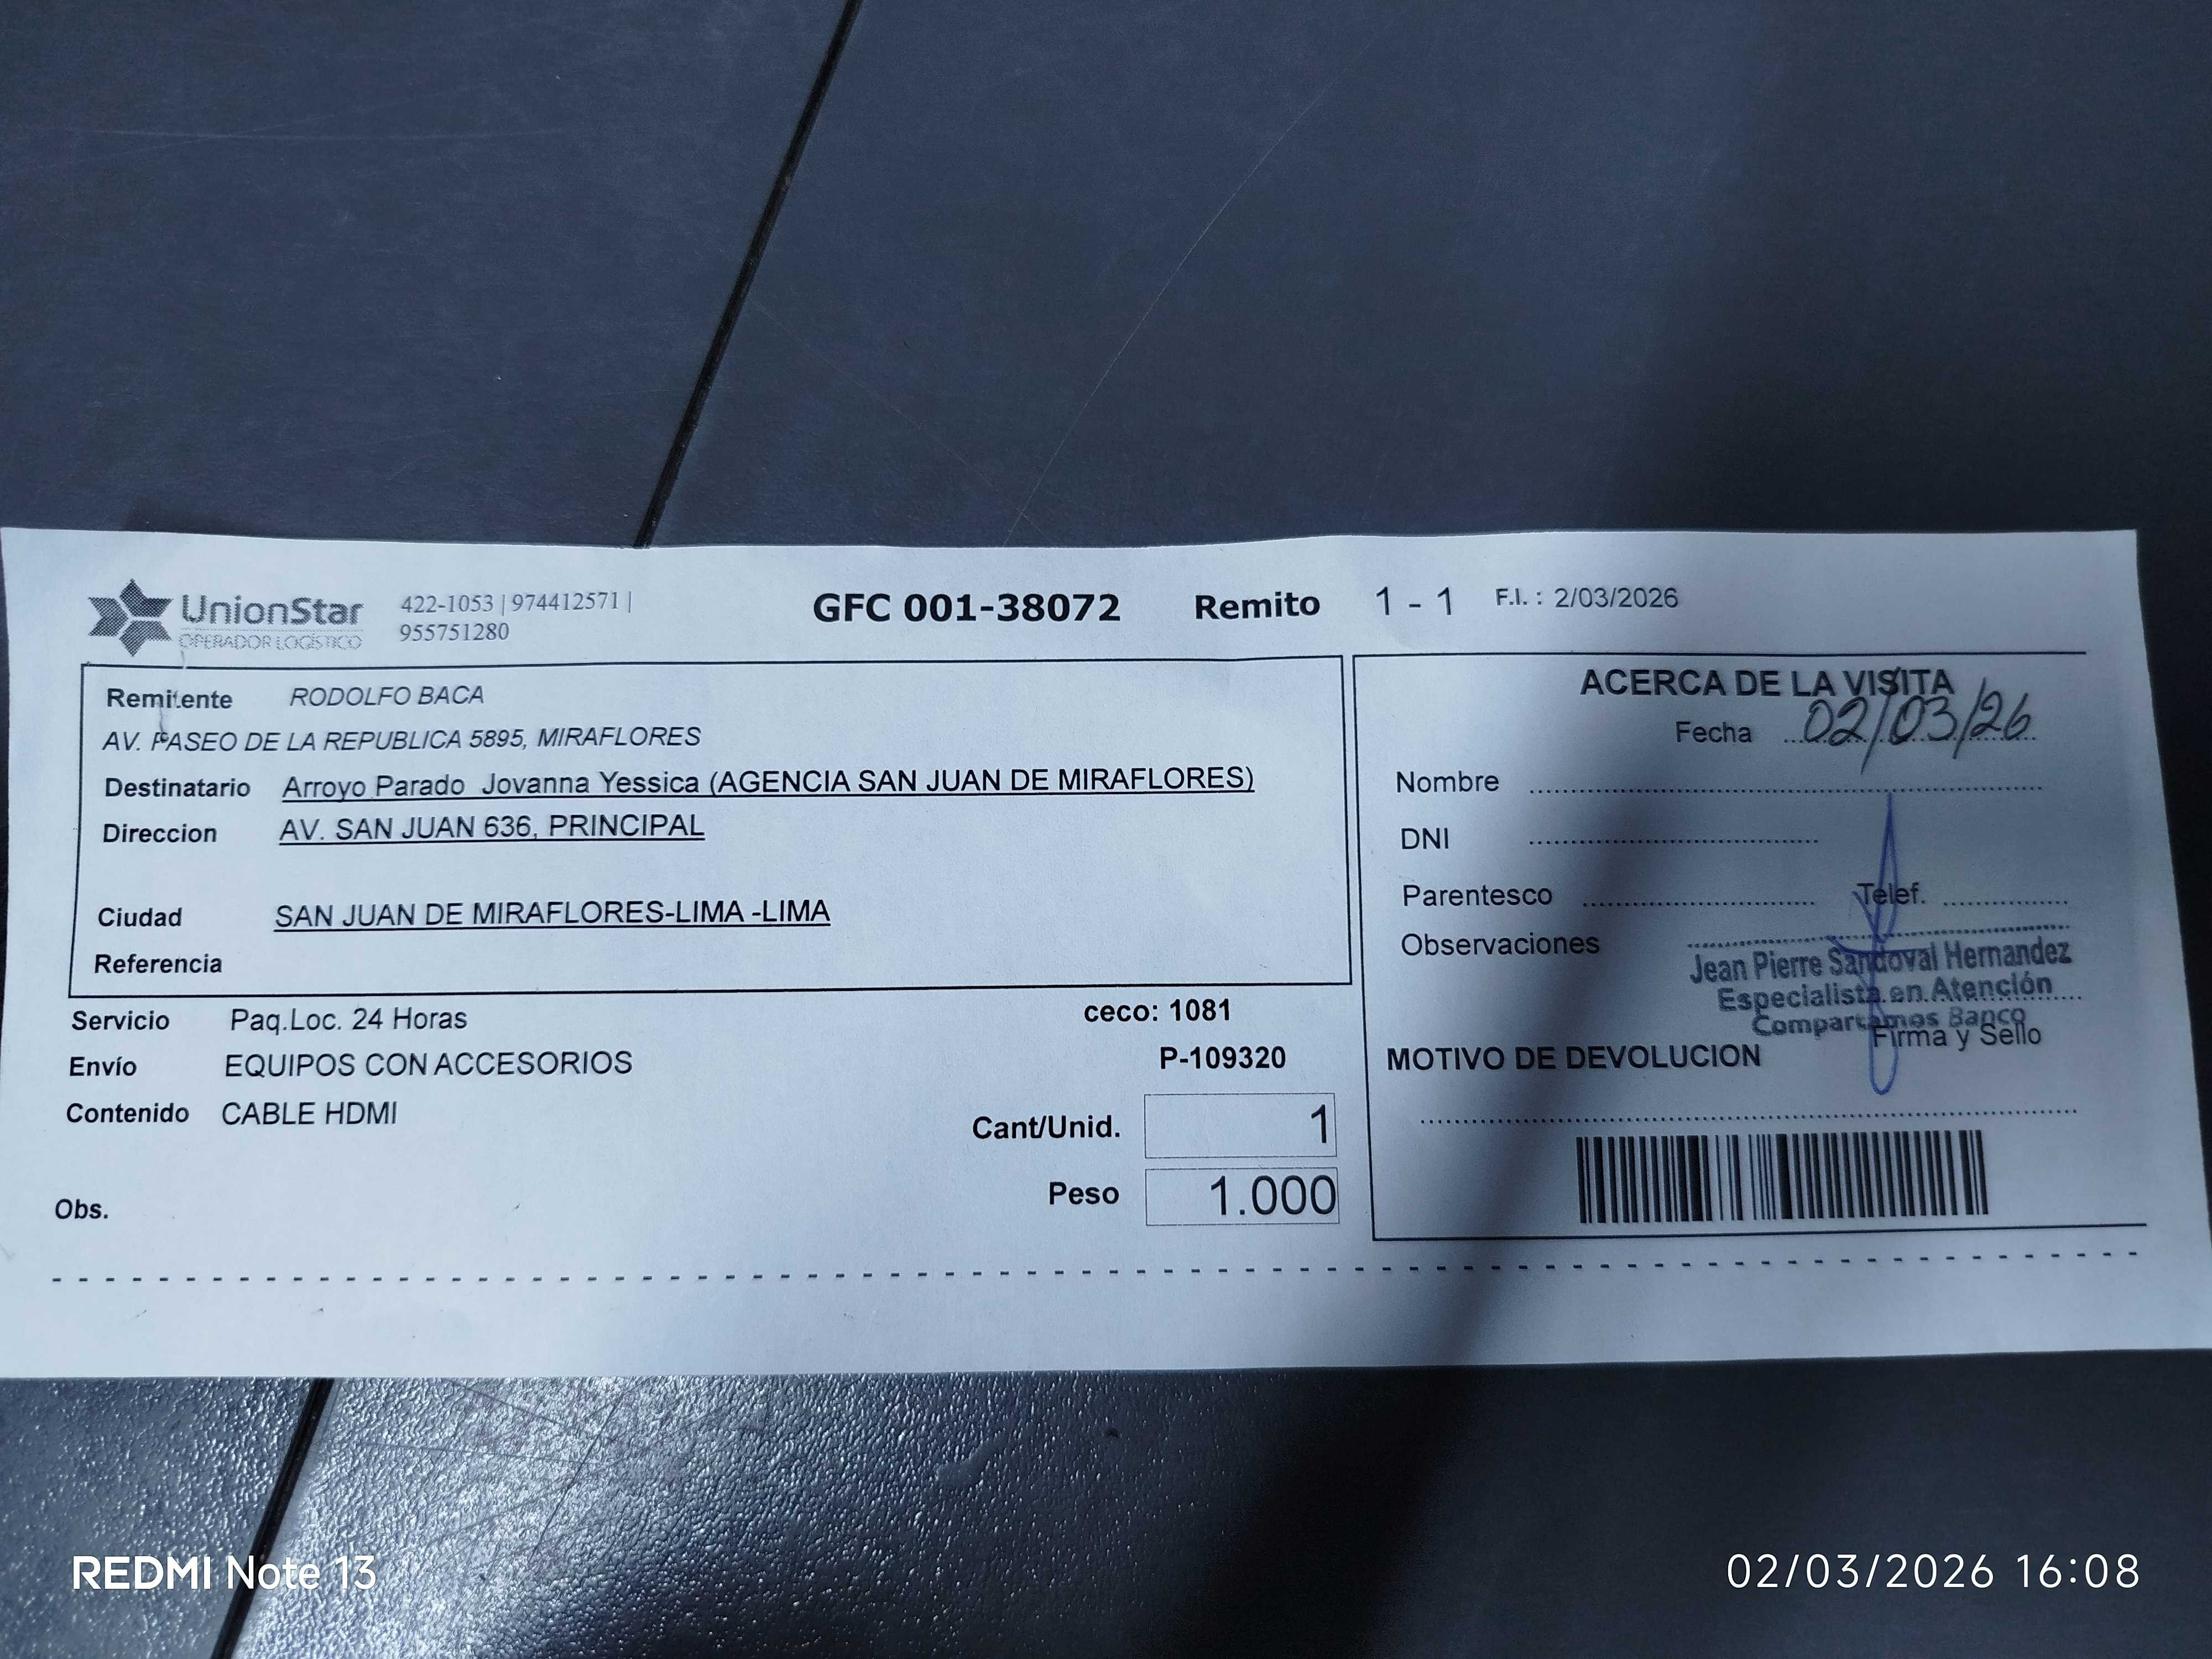 UnionStar
OPERADOR LOGÍSTICO
422-1053 | 974412571 |
955751280
GFC 001-38072 Remito 1 - 1 F.I. : 2/03/2026
Remitente RODOLFO BACA
AV. PASEO DE LA REPUBLICA 5895, MIRAFLORES
Destinatario Arroyo Parado Jovanna Yessica (AGENCIA SAN JUAN DE MIRAFLORES)
Direccion AV. SAN JUAN 636, PRINCIPAL
Ciudad SAN JUAN DE MIRAFLORES-LIMA -LIMA
Referencia
Servicio Paq.Loc. 24 Horas
ceco: 1081
Envío EQUIPOS CON ACCESORIOS
P-109320
Contenido CABLE HDMI
Cant/Unid. 1
Peso 1.000
Obs.
ACERCA DE LA VISITA
Fecha 02/03/26
Nombre
DNI
Parentesco Telef.
Observaciones
Jean Pierre Sandoval Hernandez
Especialista en Atención
Compartamos Banco
Firma y Sello
MOTIVO DE DEVOLUCION
REDMI Note 13
02/03/2026 16:08